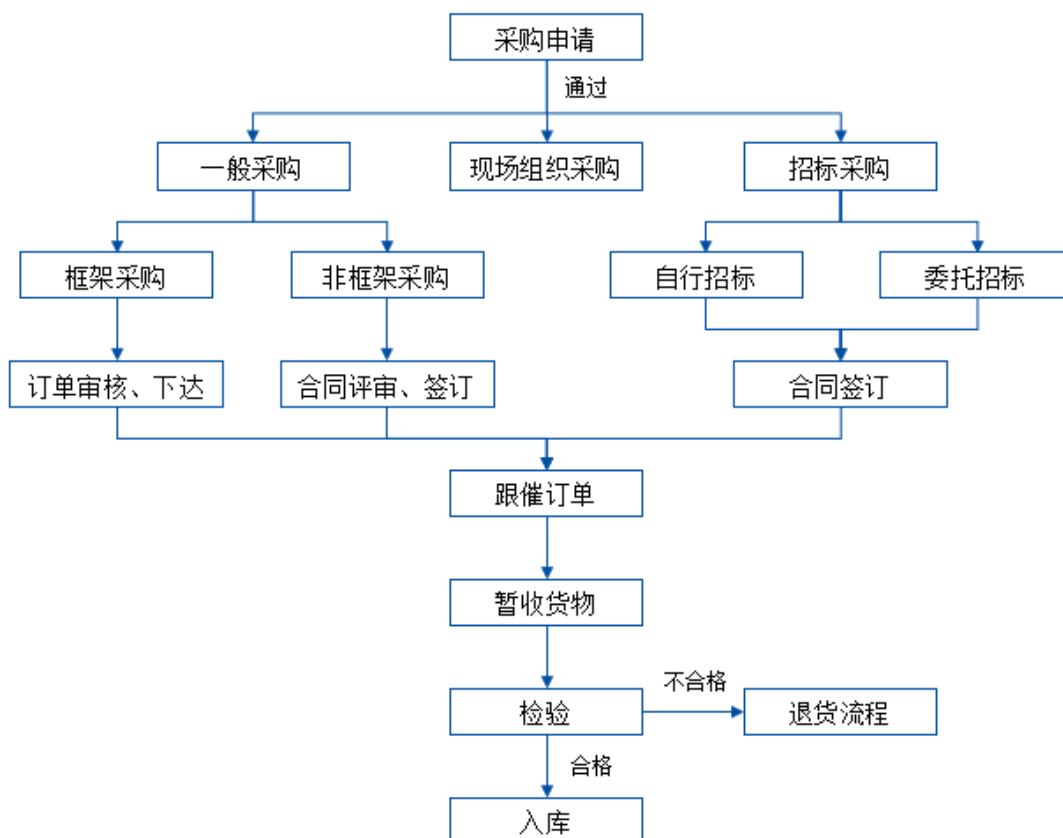 采购申请
通过
一般采购
现场组织采购
招标采购
框架采购
非框架采购
自行招标
委托招标
订单审核、下达
合同评审、签订
合同签订
跟催订单
暂收货物
检验
不合格
退货流程
合格
入库